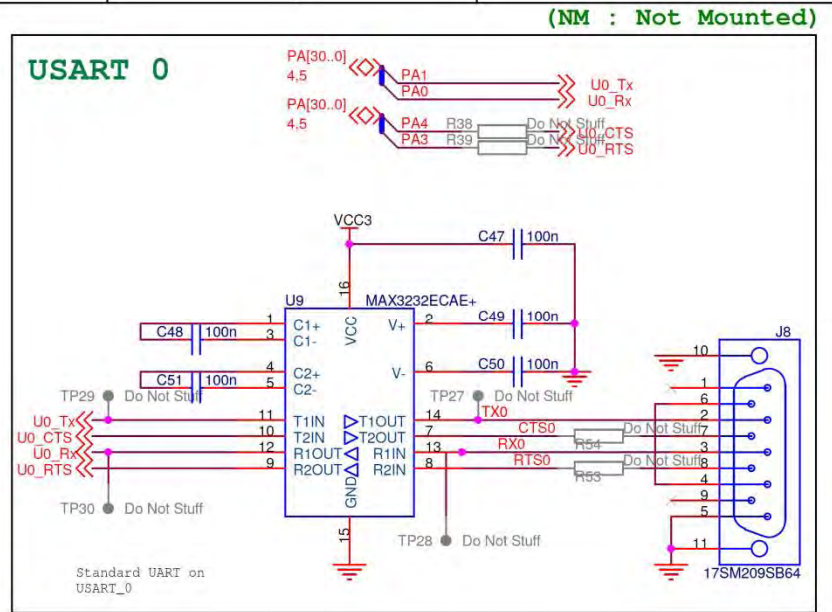 (NM : Not Mounted)
USART 0
PA[30..0]
4,5
PA1
PA0
U0_Tx
U0_Rx
PA[30..0]
4,5
PA4
R38
Do Not Stuff
U0_CTS
PA3
R39
Do Not Stuff
U0_RTS
VCC3
C47
100n
16
U9
MAX3232ECAE+
1
C1+
VCC
V+
2
C49
100n
C48
100n
3
C1-
J8
4
C2+
V-
6
C50
100n
10
C51
100n
5
C2-
1
TP29
Do Not Stuff
TP27
Do Not Stuff
6
U0_Tx
11
T1IN
T1OUT
14
TX0
2
U0_CTS
10
T2IN
T2OUT
7
CTS0
R54
Do Not Stuff
7
U0_Rx
12
R1OUT
R1IN
13
RX0
3
U0_RTS
9
R2OUT
R2IN
8
RTS0
R53
Do Not Stuff
8
4
GND
9
5
TP30
Do Not Stuff
15
TP28
Do Not Stuff
11
17SM209SB64
Standard UART on
USART_0